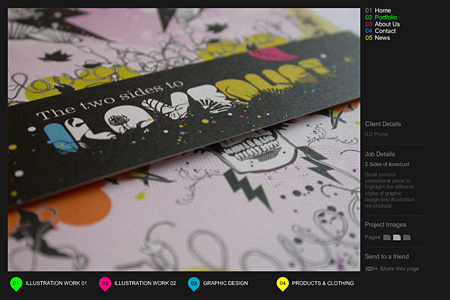 01 Home
02 Portfolio
03 About Us
04 Contact
05 News
The two sides to
ILOVEDUST
Client Details
ILD Promo
Job Details
2 Sides of Ilovedust
Small printed
promotional piece to
highlight the different
styles of graphic
design and illustration
we produce.
Project Images
Pages
Send to a friend
Share this page
01 ILLUSTRATION WORK 01
02 ILLUSTRATION WORK 02
03 GRAPHIC DESIGN
04 PRODUCTS & CLOTHING